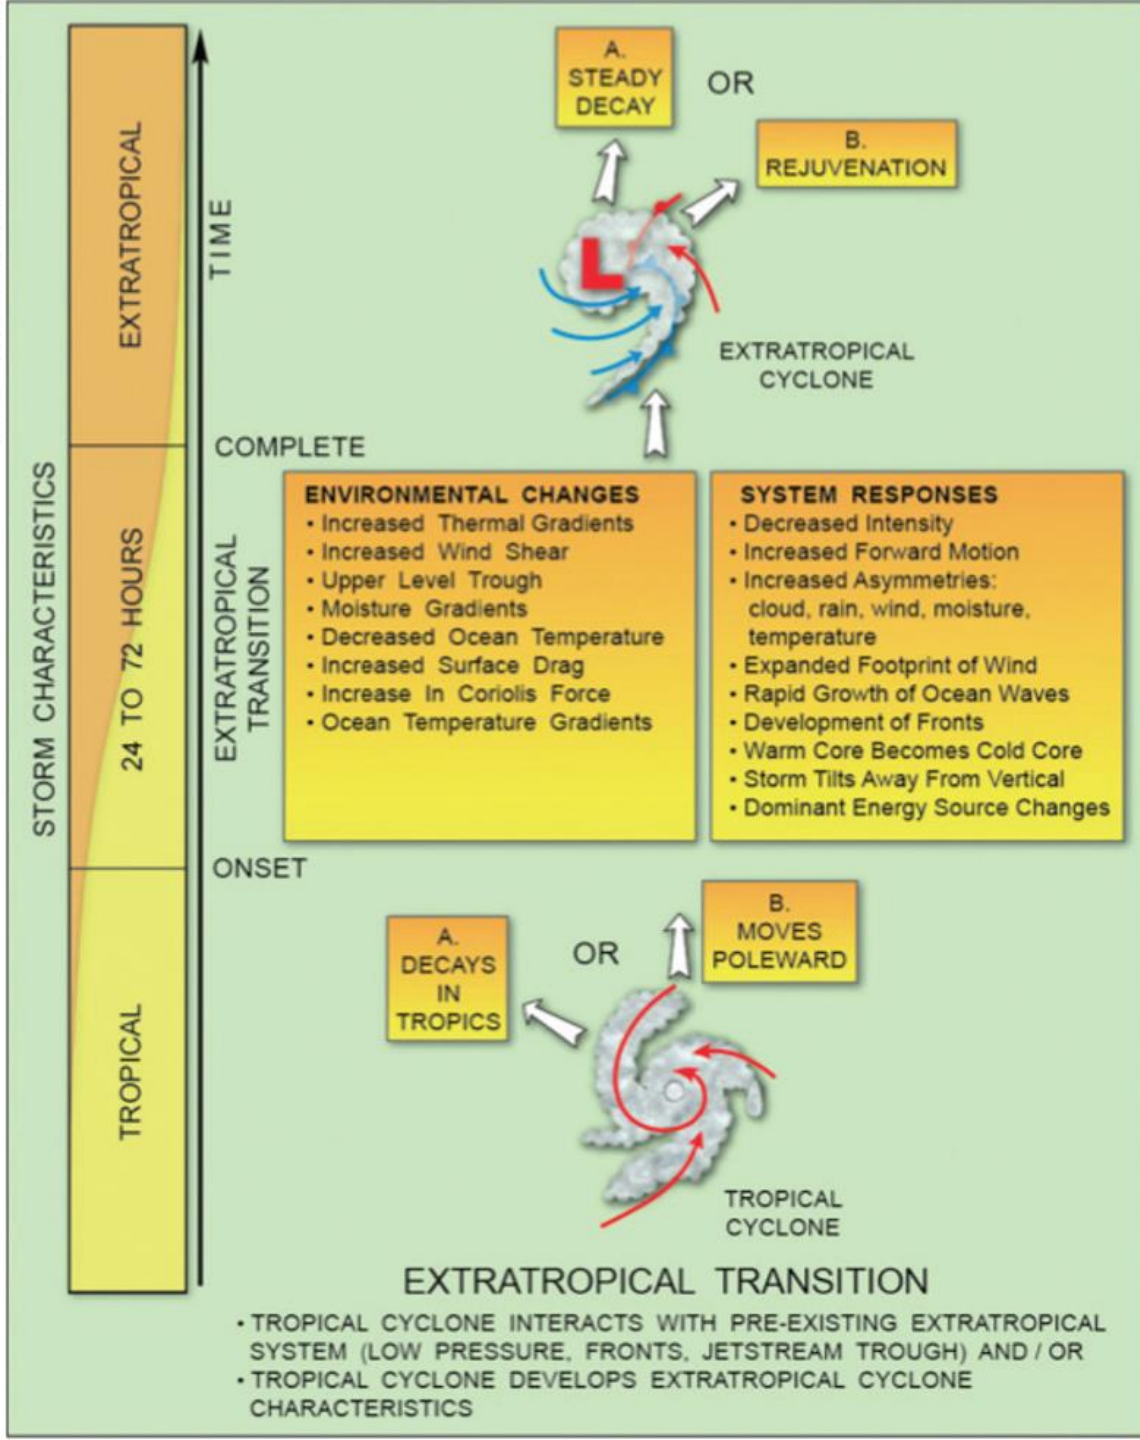 A.
STEADY
DECAY
OR
B.
REJUVENATION
EXTRATROPICAL
TIME
L
EXTRATROPICAL
CYCLONE
COMPLETE
STORM CHARACTERISTICS
24 TO 72 HOURS
EXTRATROPICAL
TRANSITION
ENVIRONMENTAL CHANGES
• Increased Thermal Gradients
• Increased Wind Shear
• Upper Level Trough
• Moisture Gradients
• Decreased Ocean Temperature
• Increased Surface Drag
• Increase In Coriolis Force
• Ocean Temperature Gradients
SYSTEM RESPONSES
• Decreased Intensity
• Increased Forward Motion
• Increased Asymmetries:
cloud, rain, wind, moisture,
temperature
• Expanded Footprint of Wind
• Rapid Growth of Ocean Waves
• Development of Fronts
• Warm Core Becomes Cold Core
• Storm Tilts Away From Vertical
• Dominant Energy Source Changes
ONSET
A.
DECAYS
IN
TROPICS
OR
B.
MOVES
POLEWARD
TROPICAL
TROPICAL
CYCLONE
EXTRATROPICAL TRANSITION
• TROPICAL CYCLONE INTERACTS WITH PRE-EXISTING EXTRATROPICAL
SYSTEM (LOW PRESSURE, FRONTS, JETSTREAM TROUGH) AND / OR
• TROPICAL CYCLONE DEVELOPS EXTRATROPICAL CYCLONE
CHARACTERISTICS